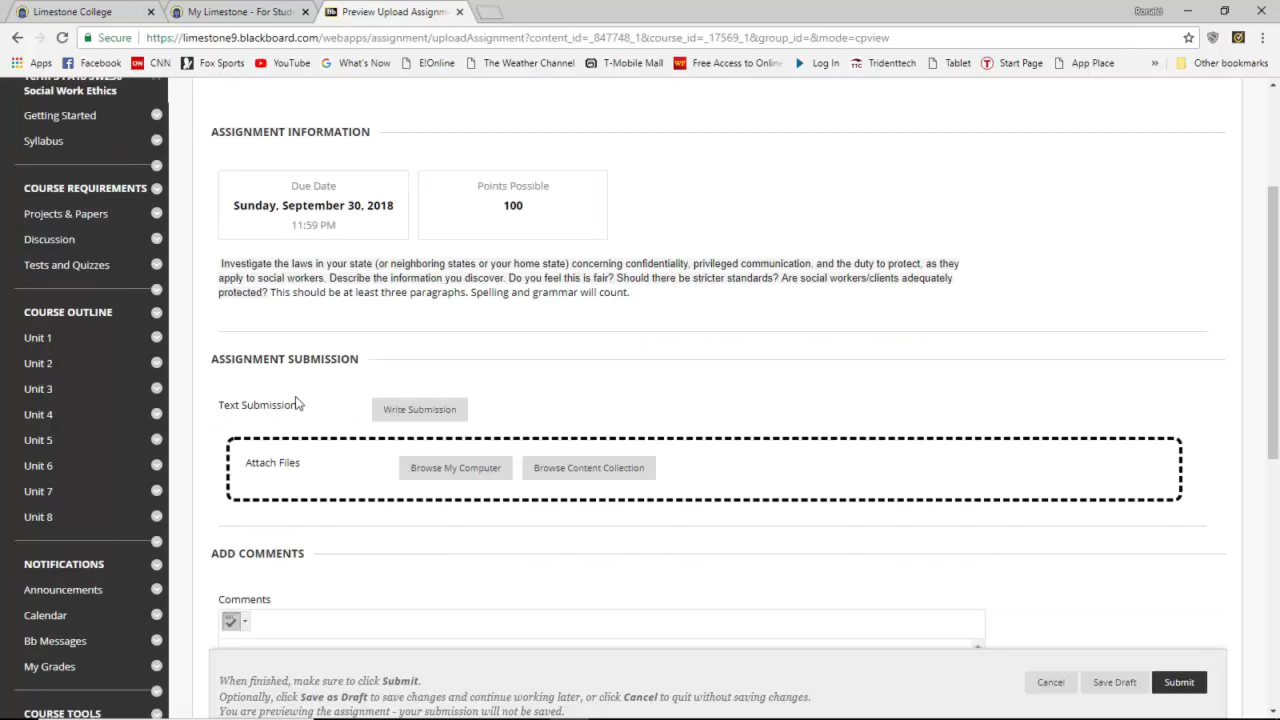 Limestone College
My Limestone - For Stude
Preview Upload Assignm
Ronald
Secure
https://limestone9.blackboard.com/webapps/assignment/uploadAssignment?content_id=_847748_1&course_id=_17569_1&group_id=&mode=cpview
Apps
Facebook
CNN
Fox Sports
YouTube
What's Now
E!Online
The Weather Channel
T-Mobile Mall
Free Access to Online
Log In
Tridenttech
Tablet
Start Page
App Place
Other bookmarks
Social Work Ethics
Getting Started
Syllabus
COURSE REQUIREMENTS
Projects & Papers
Discussion
Tests and Quizzes
COURSE OUTLINE
Unit 1
Unit 2
Unit 3
Unit 4
Unit 5
Unit 6
Unit 7
Unit 8
NOTIFICATIONS
Announcements
Calendar
Bb Messages
My Grades
COURSE TOOLS
ASSIGNMENT INFORMATION
Due Date
Sunday, September 30, 2018
11:59 PM
Points Possible
100
Investigate the laws in your state (or neighboring states or your home state) concerning confidentiality, privileged communication, and the duty to protect, as they
apply to social workers. Describe the information you discover. Do you feel this is fair? Should there be stricter standards? Are social workers/clients adequately
protected? This should be at least three paragraphs. Spelling and grammar will count.
ASSIGNMENT SUBMISSION
Text Submission
Write Submission
Attach Files
Browse My Computer
Browse Content Collection
ADD COMMENTS
Comments
When finished, make sure to click Submit.
Optionally, click Save as Draft to save changes and continue working later, or click Cancel to quit without saving changes.
You are previewing the assignment - your submission will not be saved.
Cancel
Save Draft
Submit